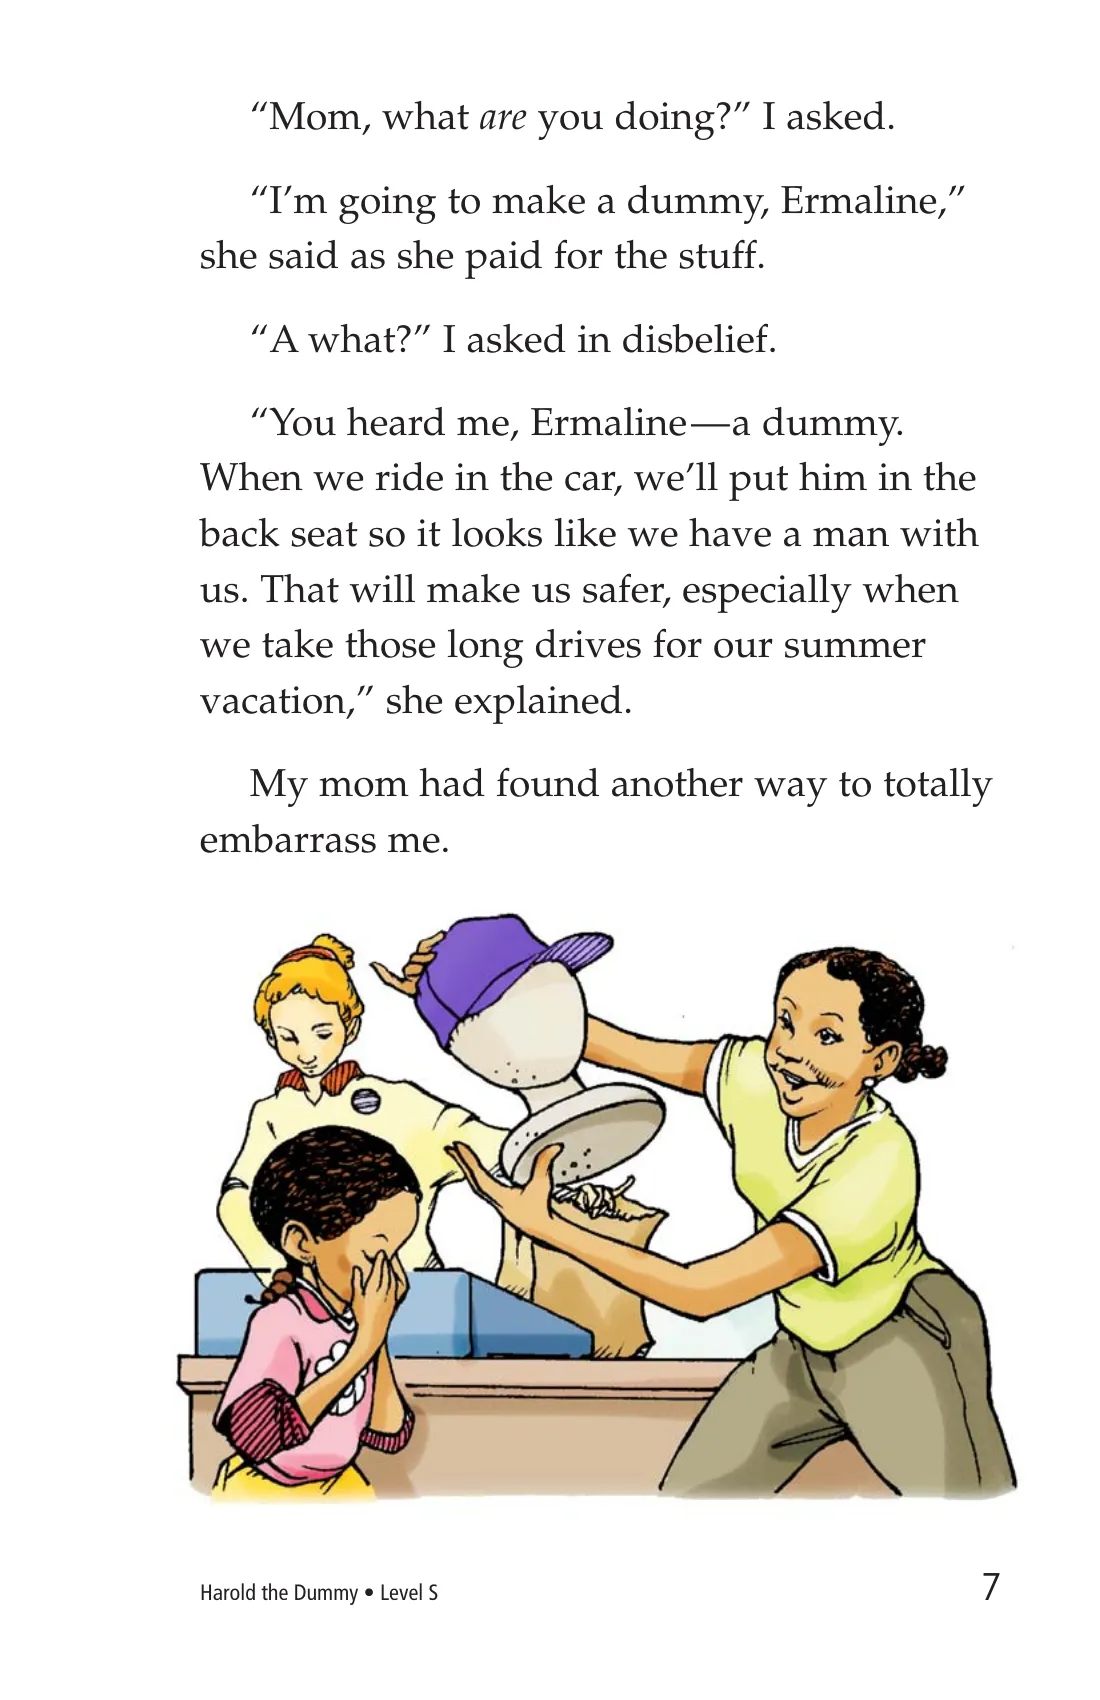 “Mom, what are you doing?” I asked.
“I’m going to make a dummy, Ermaline,”
she said as she paid for the stuff.
“A what?” I asked in disbelief.
“You heard me, Ermaline—a dummy.
When we ride in the car, we’ll put him in the
back seat so it looks like we have a man with
us. That will make us safer, especially when
we take those long drives for our summer
vacation,” she explained.
My mom had found another way to totally
embarrass me.
Harold the Dummy • Level S
7